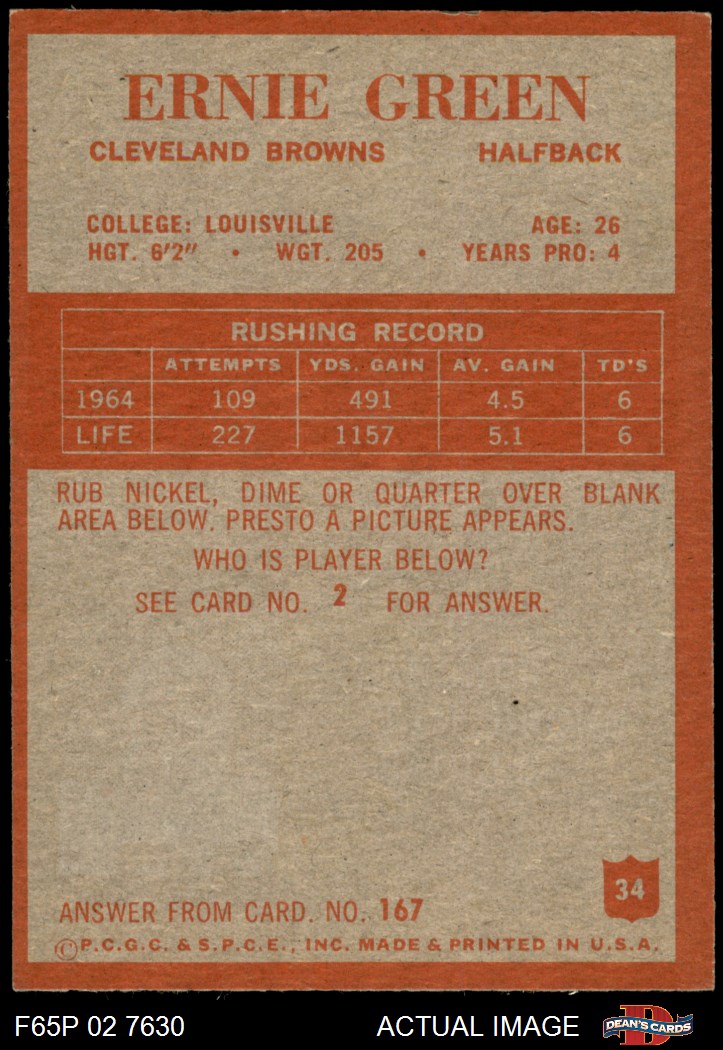 ERNIE GREEN
CLEVELAND BROWNS HALFBACK
COLLEGE: LOUISVILLE AGE: 26
HGT. 6'2" • WGT. 205 • YEARS PRO: 4
RUSHING RECORD
ATTEMPTS YDS. GAIN AV. GAIN TD'S
1964 109 491 4.5 6
LIFE 227 1157 5.1 6
RUB NICKEL, DIME OR QUARTER OVER BLANK
AREA BELOW. PRESTO A PICTURE APPEARS.
WHO IS PLAYER BELOW?
SEE CARD NO. 2 FOR ANSWER.
34
ANSWER FROM CARD. NO. 167
©P.C.G.C. & S.P.C.E., INC. MADE & PRINTED IN U.S.A.
F65P 02 7630 ACTUAL IMAGE
D
DEAN'S CARDS